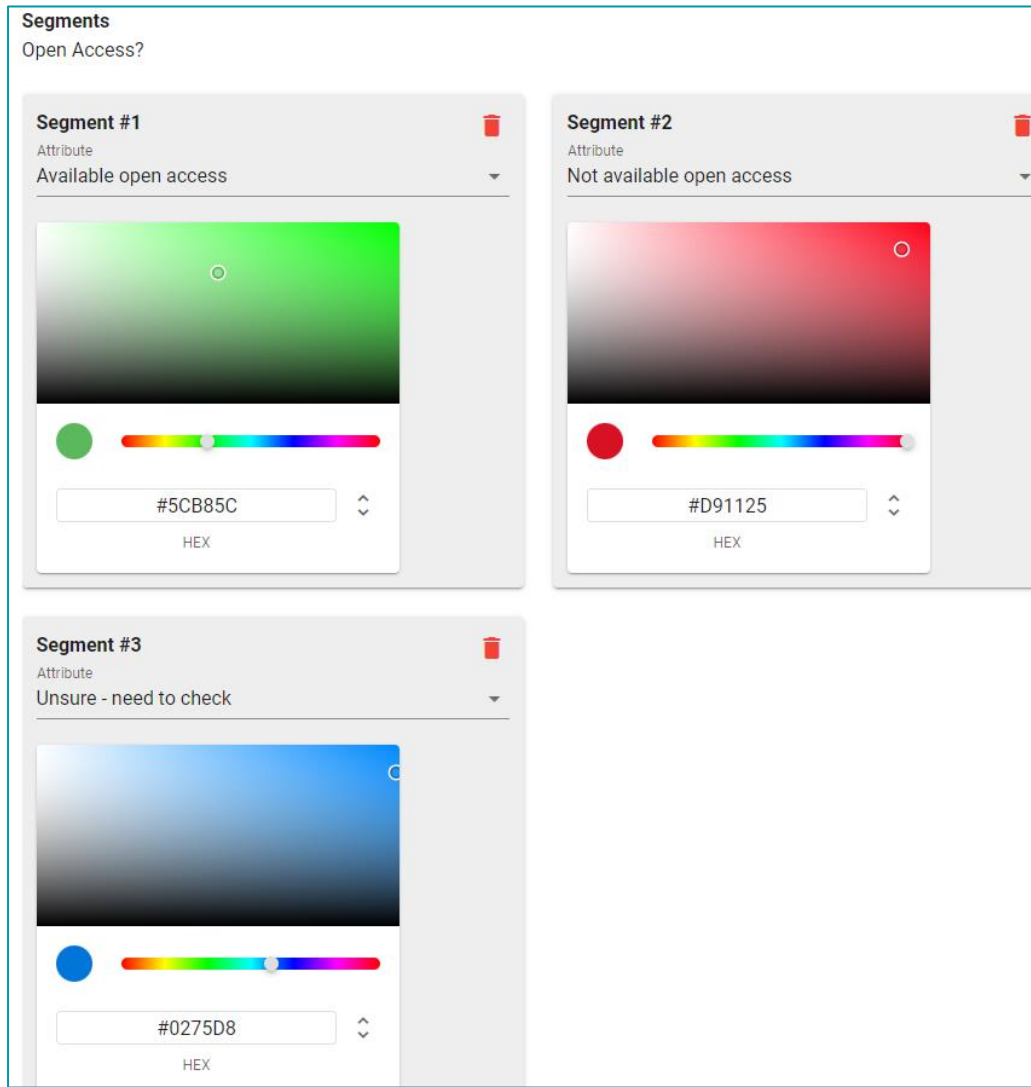 Segments
Open Access?
Segment #1
Attribute
Available open access
#5CB85C
HEX
Segment #2
Attribute
Not available open access
#D91125
HEX
Segment #3
Attribute
Unsure - need to check
#0275D8
HEX